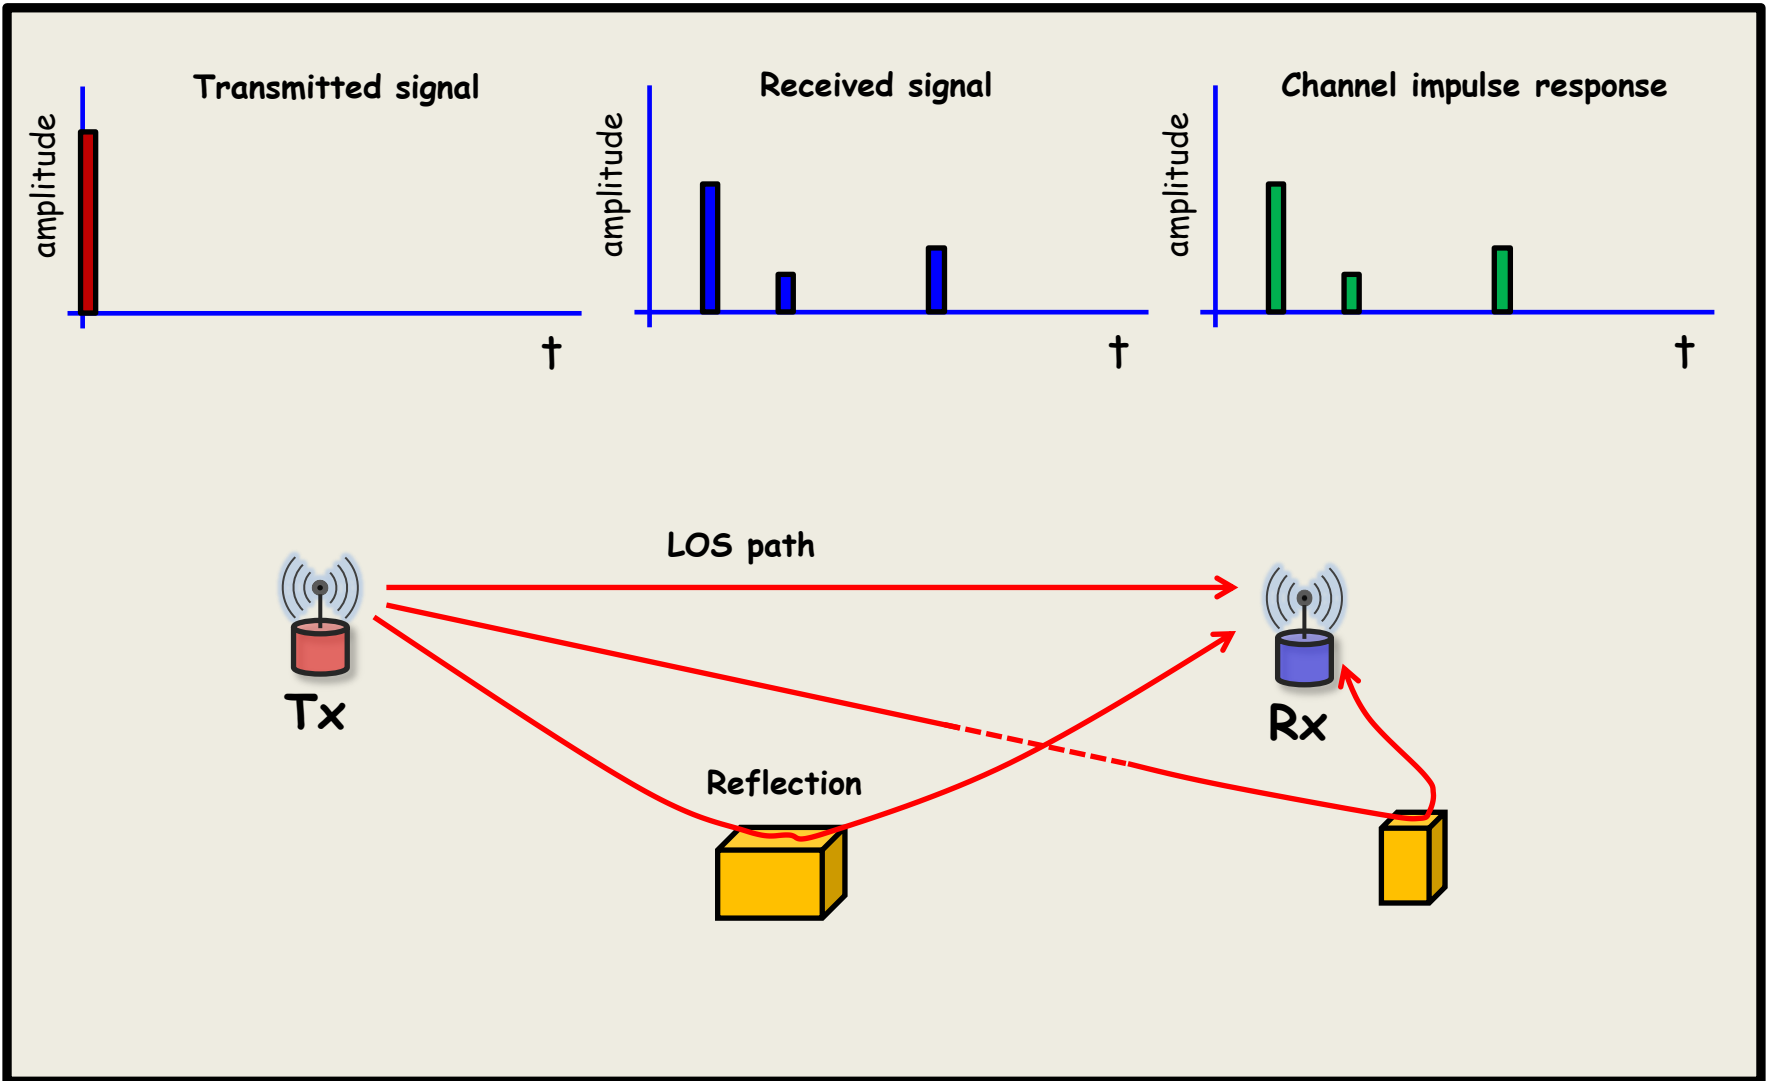 Transmitted signal
amplitude
t
Received signal
amplitude
t
Channel impulse response
amplitude
t
LOS path
Tx
Rx
Reflection